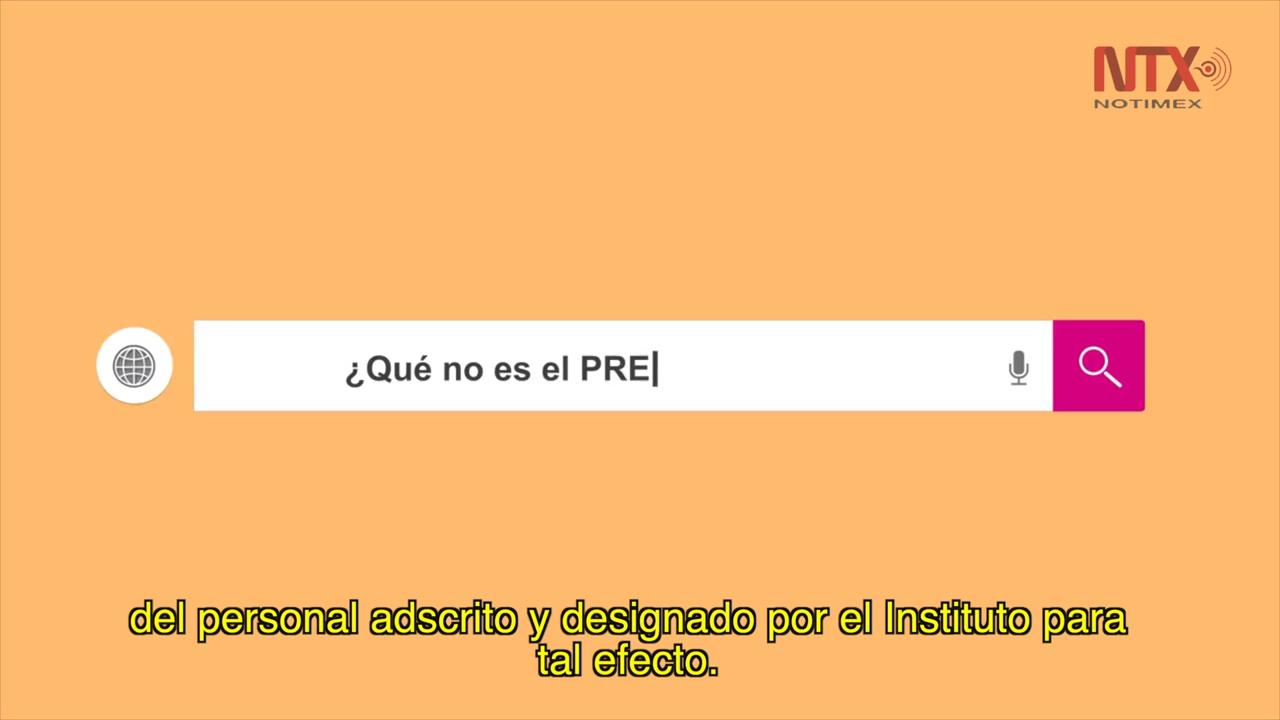 NTX
NOTIMEX
¿Qué no es el PRE
del personal adscrito y designado por el Instituto para
tal efecto.